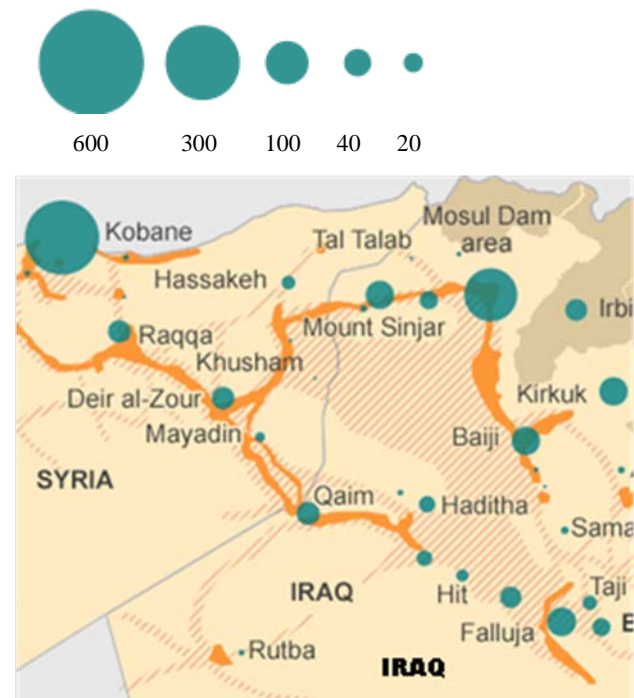 600 300 100 40 20
Kobane
Mosul Dam
area
Tal Talab
Hassakeh
Mount Sinjar
Irbi
Raqqa
Khusham
Deir al-Zour
Kirkuk
Mayadin
Baiji
SYRIA
Qaim
Haditha
Sama
IRAQ
Hit
Taji
Falluja
E
Rutba
IRAQ